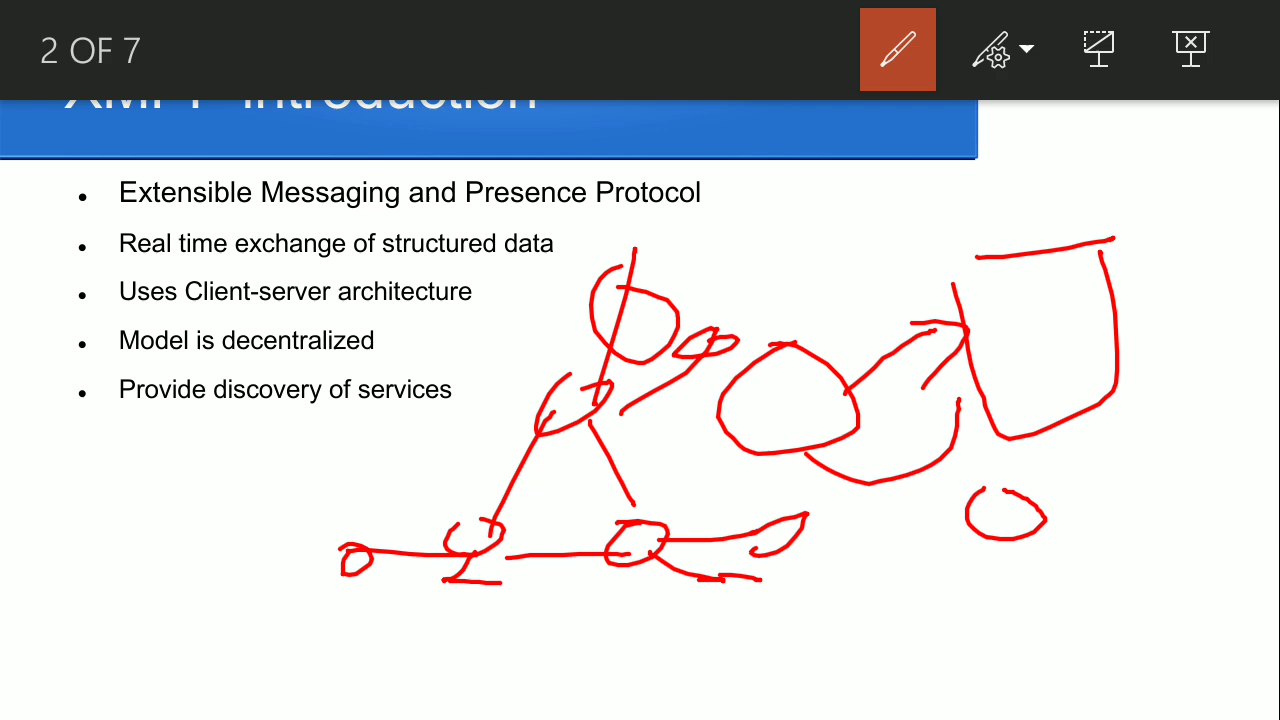 2 OF 7
Introduction
Extensible Messaging and Presence Protocol
Real time exchange of structured data
Uses Client-server architecture
Model is decentralized
Provide discovery of services